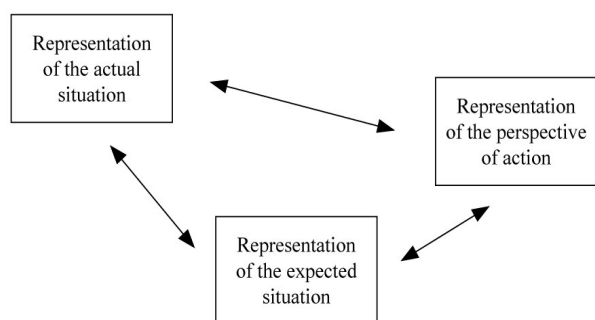 Representation
of the actual
situation
Representation
of the perspective
of action
Representation
of the expected
situation